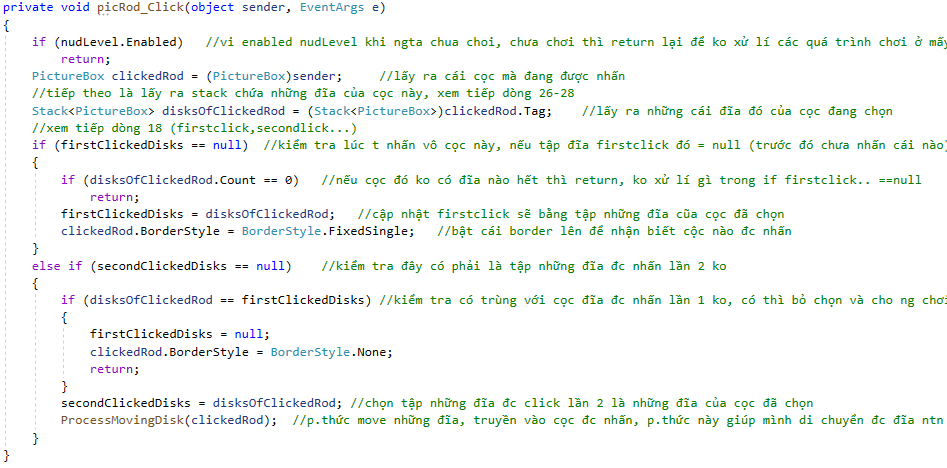 private void picRod_Click(object sender, EventArgs e)
{
if (nudLevel.Enabled) //vi enabled nudLevel khi ngta chua choi, chưa chơi thì return lại để ko xử lí các quá trình chơi ở mấy
return;
PictureBox clickedRod = (PictureBox)sender; //lấy ra cái cọc mà đang được nhấn
//tiếp theo là lấy ra stack chứa những đĩa của cọc này, xem tiếp dòng 26-28
Stack<PictureBox> disksOfClickedRod = (Stack<PictureBox>)clickedRod.Tag; //lấy ra những cái đĩa đó của cọc đang chọn
//xem tiếp dòng 18 (firstclick,secondlick...)
if (firstClickedDisks == null) //kiểm tra lúc t nhấn vô cọc này, nếu tập đĩa firstclick đó = null (trước đó chưa nhấn cái nào)
{
if (disksOfClickedRod.Count == 0) //nếu cọc đó ko có đĩa nào hết thì return, ko xử lí gì trong if firstclick.. ==null
return;
firstClickedDisks = disksOfClickedRod; //cập nhật firstclick sẽ bằng tập những đĩa cũa cọc đã chọn
clickedRod.BorderStyle = BorderStyle.FixedSingle; //bật cái border lên để nhận biết cộc nào đc nhấn
}
else if (secondClickedDisks == null) //kiểm tra đây có phải là tập những đĩa đc nhấn lần 2 ko
{
if (disksOfClickedRod == firstClickedDisks) //kiểm tra có trùng với cọc đĩa đc nhấn lần 1 ko, có thì bỏ chọn và cho ng chơi
{
firstClickedDisks = null;
clickedRod.BorderStyle = BorderStyle.None;
return;
}
secondClickedDisks = disksOfClickedRod; //chọn tập những đĩa đc click lần 2 là những đĩa của cọc đã chọn
ProcessMovingDisk(clickedRod); //p.thức move những đĩa, truyền vào cọc đc nhấn, p.thức này giúp mình di chuyển đc đĩa ntn
}
}